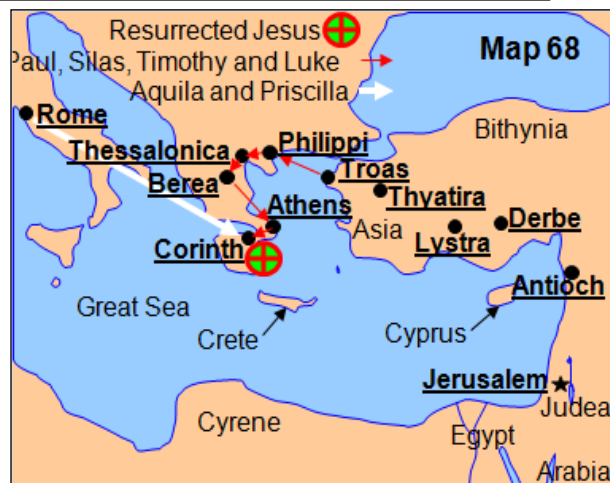 Resurrected Jesus
Paul, Silas, Timothy and Luke
Map 68
Aquila and Priscilla
Rome
Bithynia
Philippi
Thessalonica
Troas
Berea
Thyatira
Athens
Derbe
Asia
Lystra
Corinth
Antioch
Great Sea
Crete
Cyprus
Jerusalem
Judea
Cyrene
Egypt
Arabia